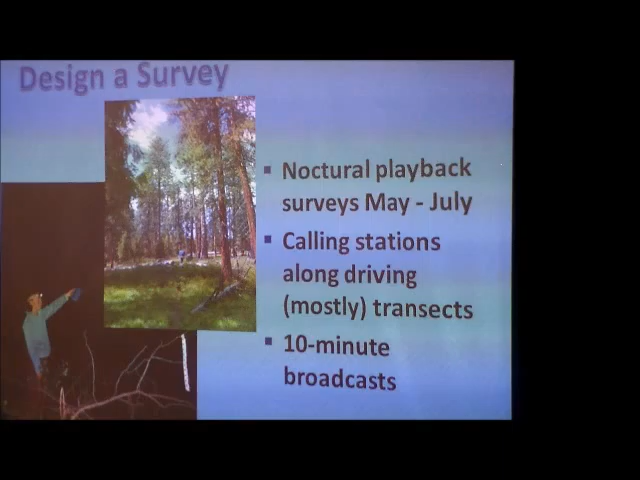 Design a Survey
Noctural playback
surveys May - July
Calling stations
along driving
(mostly) transects
10-minute
broadcasts